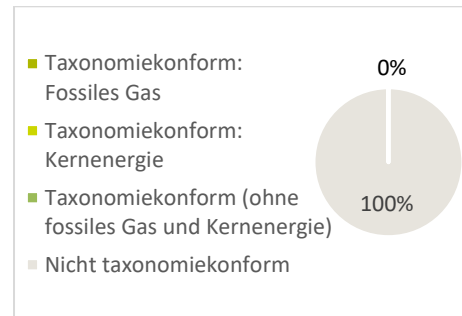 Taxonomiekonform:
Fossiles Gas
Taxonomiekonform:
Kernenergie
Taxonomiekonform (ohne
fossiles Gas und Kernenergie)
Nicht taxonomiekonform
0%
100%